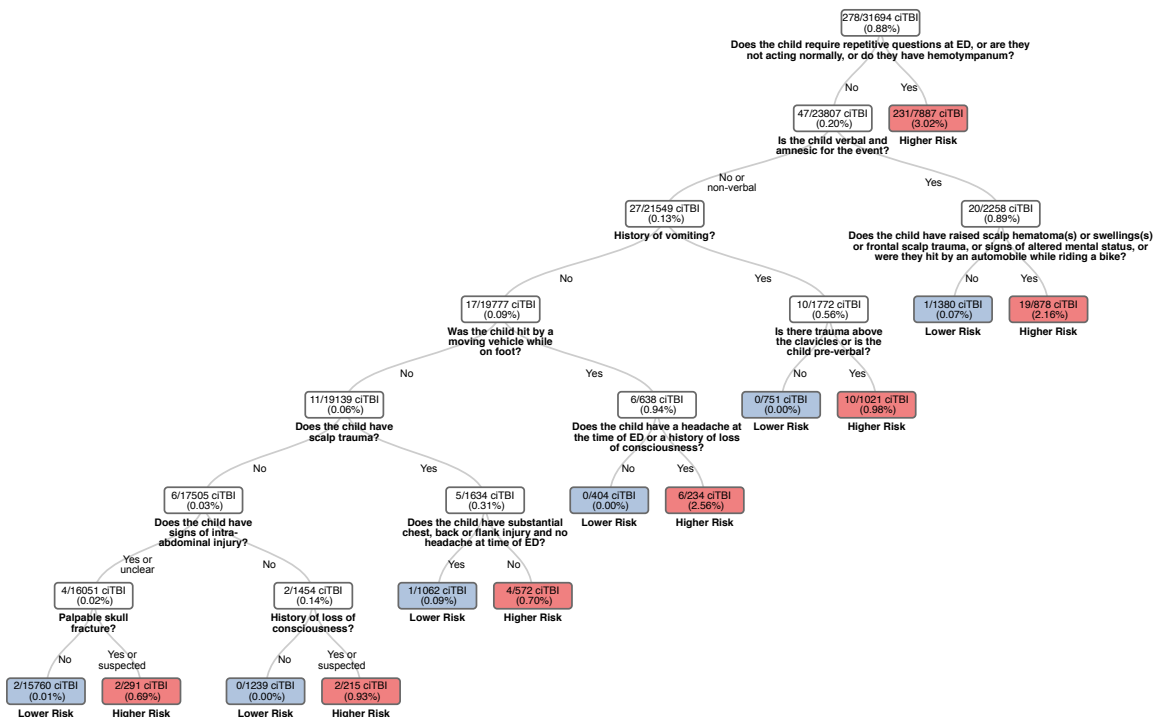 278/31694 ciTBI
(0.88%)
Does the child require repetitive questions at ED, or are they
not acting normally, or do they have hemotympanum?
No
Yes
47/23807 ciTBI
(0.20%)
Is the child verbal and
amnesic for the event?
231/7887 ciTBI
(3.02%)
Higher Risk
No or
non-verbal
Yes
27/21549 ciTBI
(0.13%)
History of vomiting?
20/2258 ciTBI
(0.89%)
Does the child have raised scalp hematoma(s) or swellings(s)
or frontal scalp trauma, or signs of altered mental status, or
were they hit by an automobile while riding a bike?
No
Yes
No
Yes
17/19777 ciTBI
(0.09%)
Was the child hit by a
moving vehicle while
on foot?
10/1772 ciTBI
(0.56%)
Is there trauma above
the clavicles or is the
child pre-verbal?
1/1380 ciTBI
(0.07%)
Lower Risk
19/878 ciTBI
(2.16%)
Higher Risk
No
Yes
No
Yes
11/19139 ciTBI
(0.06%)
Does the child have
scalp trauma?
6/638 ciTBI
(0.94%)
Does the child have a headache at
the time of ED or a history of loss
of consciousness?
0/751 ciTBI
(0.00%)
Lower Risk
10/1021 ciTBI
(0.98%)
Higher Risk
No
Yes
No
Yes
6/17505 ciTBI
(0.03%)
Does the child have
signs of intra-
abdominal injury?
5/1634 ciTBI
(0.31%)
Does the child have substantial
chest, back or flank injury and no
headache at time of ED?
0/404 ciTBI
(0.00%)
Lower Risk
6/234 ciTBI
(2.56%)
Higher Risk
Yes or
unclear
No
Yes
No
4/16051 ciTBI
(0.02%)
Palpable skull
fracture?
2/1454 ciTBI
(0.14%)
History of loss of
consciousness?
1/1062 ciTBI
(0.09%)
Lower Risk
4/572 ciTBI
(0.70%)
Higher Risk
No
Yes or
suspected
No
Yes or
suspected
2/15760 ciTBI
(0.01%)
Lower Risk
2/291 ciTBI
(0.69%)
Higher Risk
0/1239 ciTBI
(0.00%)
Lower Risk
2/215 ciTBI
(0.93%)
Higher Risk